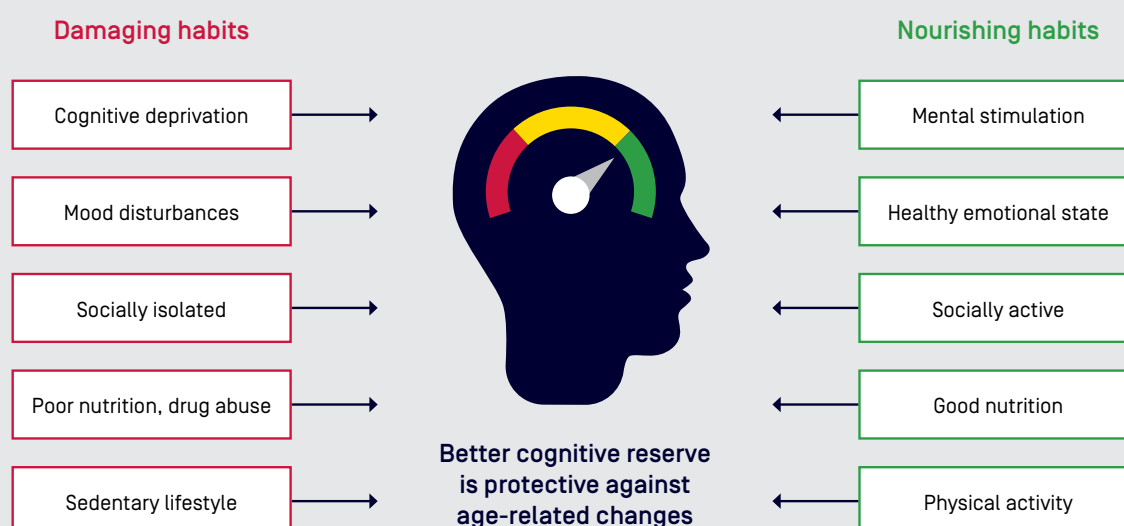 Damaging habits
Cognitive deprivation
Mood disturbances
Socially isolated
Poor nutrition, drug abuse
Sedentary lifestyle
Better cognitive reserve
is protective against
age-related changes
Nourishing habits
Mental stimulation
Healthy emotional state
Socially active
Good nutrition
Physical activity